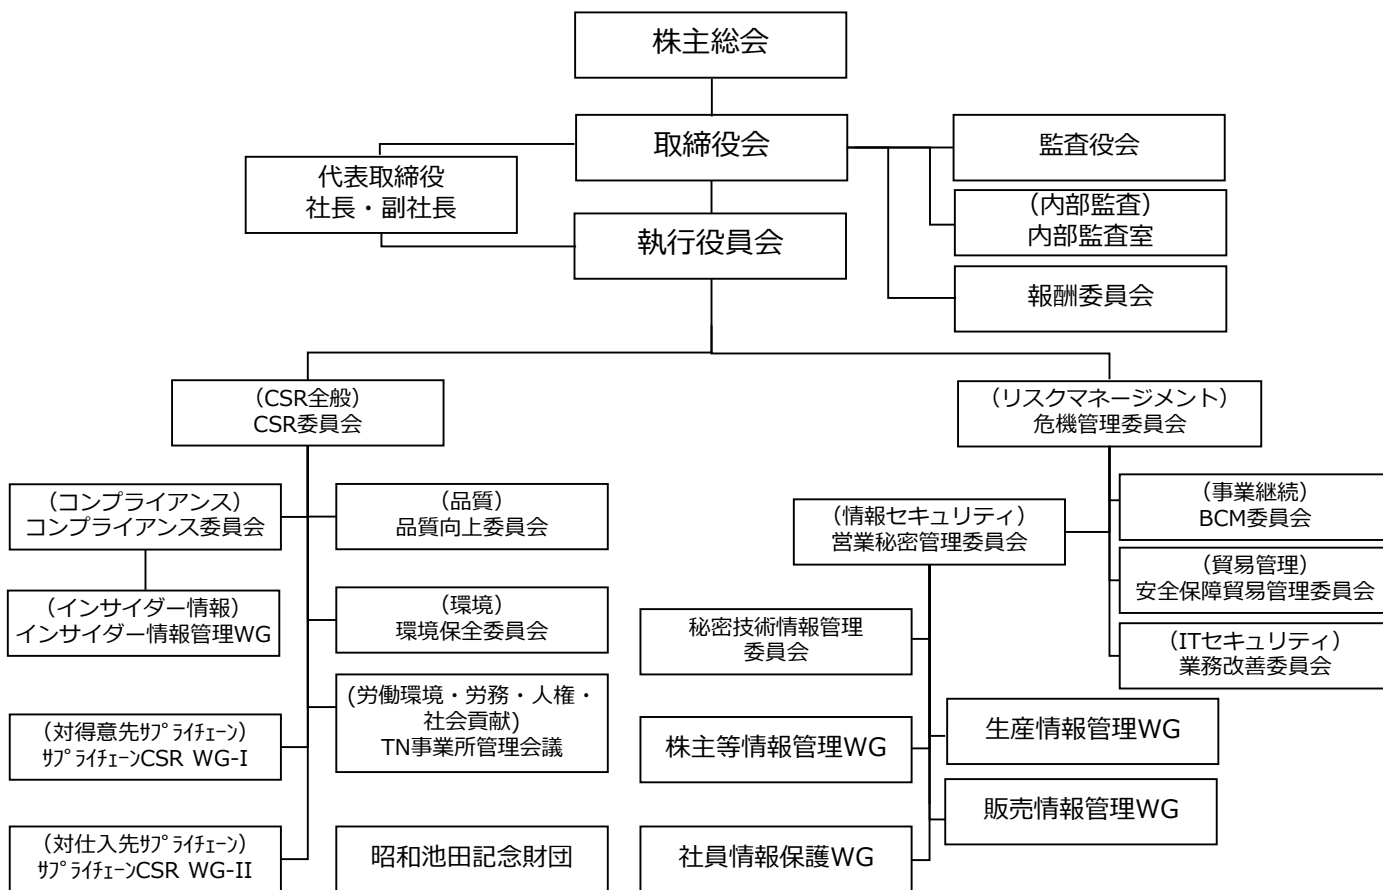 株主総会
取締役会
監査役会
代表取締役
社長・副社長
(内部監査)
内部監査室
執行役員会
報酬委員会
(CSR全般)
CSR委員会
(リスクマネージメント)
危機管理委員会
(コンプライアンス)
コンプライアンス委員会
(品質)
品質向上委員会
(情報セキュリティ)
営業秘密管理委員会
(事業継続)
BCM委員会
(貿易管理)
安全保障貿易管理委員会
(インサイダー情報)
インサイダー情報管理WG
(環境)
環境保全委員会
秘密技術情報管理
委員会
(ITセキュリティ)
業務改善委員会
(労働環境・労務・人権・
社会貢献)
TN事業所管理会議
(対得意先ｻﾌﾟﾗｲﾁｪｰﾝ)
ｻﾌﾟﾗｲﾁｪｰﾝCSR WG-I
株主等情報管理WG
生産情報管理WG
販売情報管理WG
(対仕入先ｻﾌﾟﾗｲﾁｪｰﾝ)
ｻﾌﾟﾗｲﾁｪｰﾝCSR WG-II
昭和池田記念財団
社員情報保護WG